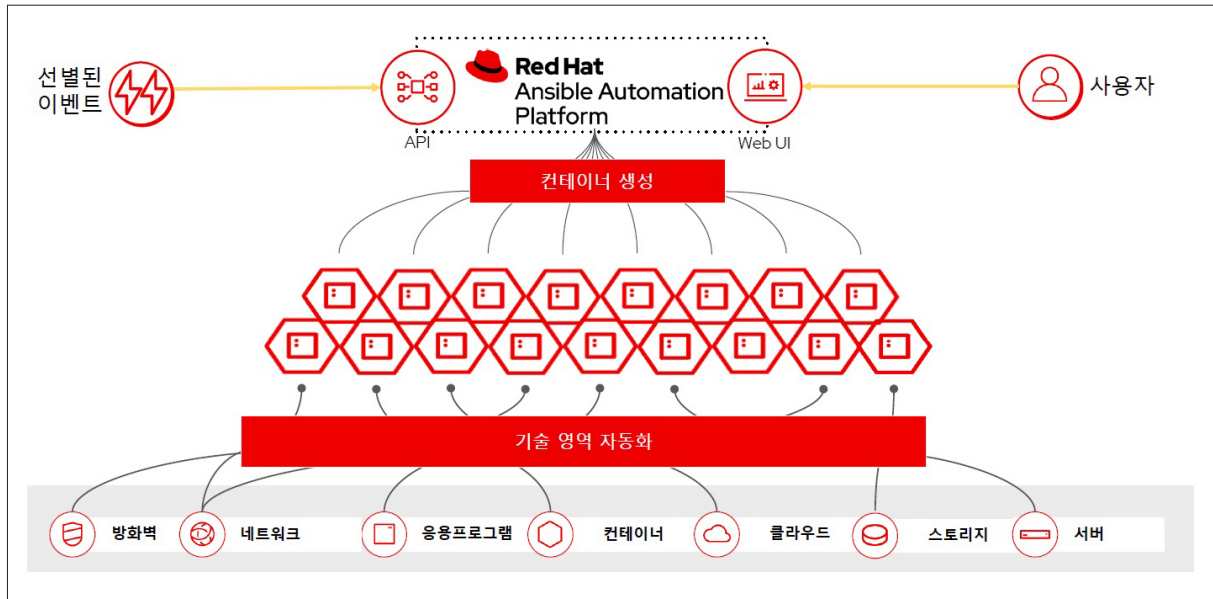 선별된
이벤트
Red Hat
Ansible Automation
Platform
사용자
API
Web UI
컨테이너 생성
기술 영역 자동화
방화벽
네트워크
응용프로그램
컨테이너
클라우드
스토리지
서버